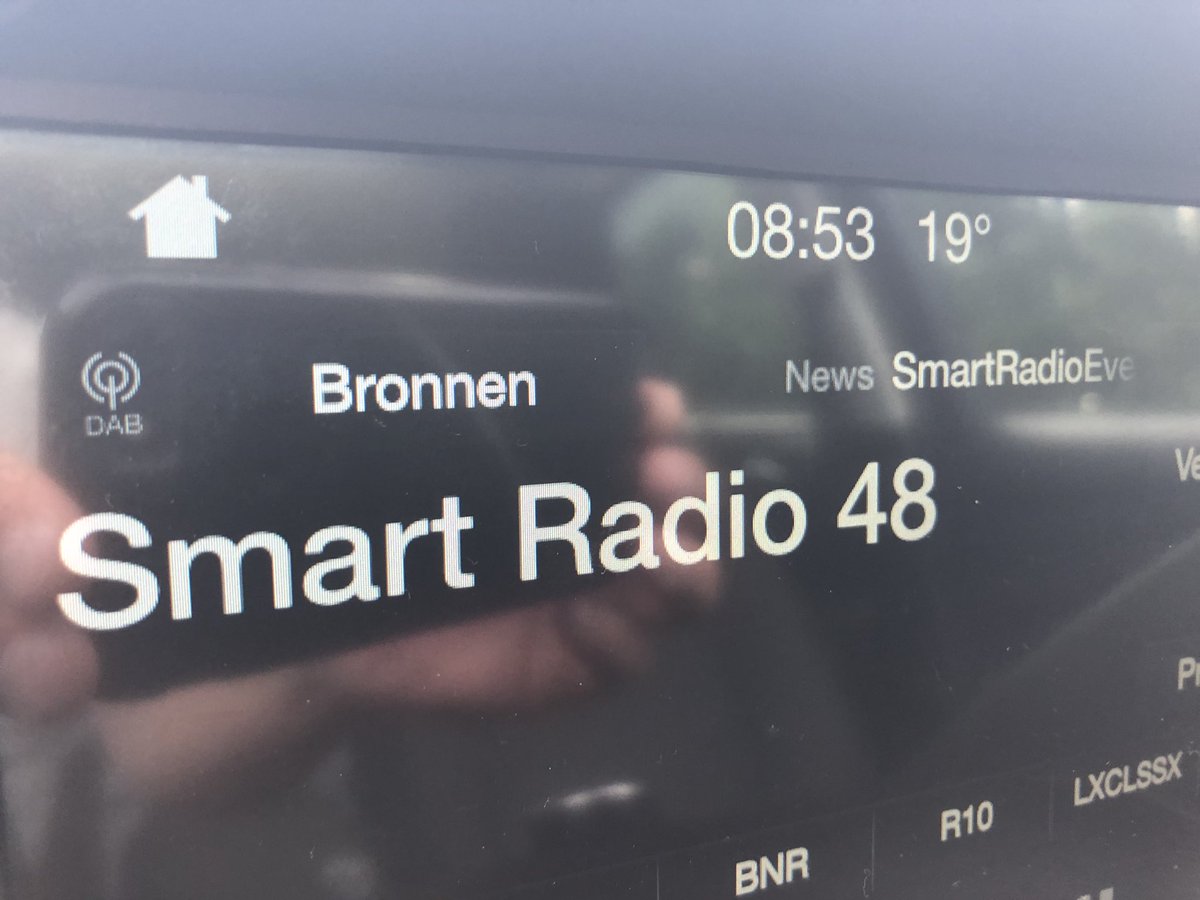 08:53 19°
DAB
Bronnen
News SmartRadioEve
Smart Radio 48
BNR
R10
LXCLSSX